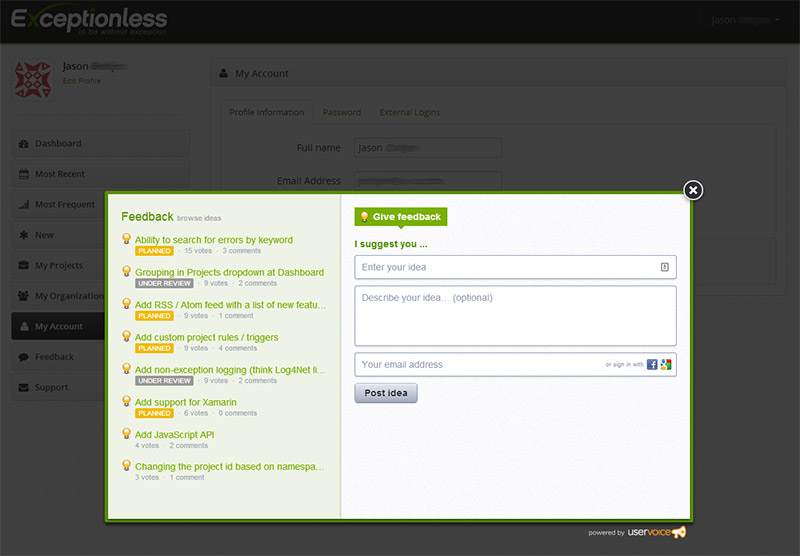 Exceptionless
to be without exception
Jason
Jason
Edit Profile
My Account
Profile Information Password External Logins
Full name Jason
Email Address
Dashboard
Most Recent
Most Frequent
New
My Projects
My Organization
My Account
Feedback
Support
Feedback browse ideas
Ability to search for errors by keyword
PLANNED · 15 votes · 3 comments
Grouping in Projects dropdown at Dashboard
UNDER REVIEW · 9 votes · 2 comments
Add RSS / Atom feed with a list of new featu...
PLANNED · 9 votes · 1 comment
Add custom project rules / triggers
PLANNED · 9 votes · 4 comments
Add non-exception logging (think Log4Net li...
UNDER REVIEW · 9 votes · 2 comments
Add support for Xamarin
PLANNED · 6 votes · 0 comments
Add JavaScript API
4 votes · 2 comments
Changing the project id based on namespa...
3 votes · 1 comment
Give feedback
I suggest you ...
Enter your idea
Describe your idea... (optional)
Your email address or sign in with
Post idea
powered by uservoice